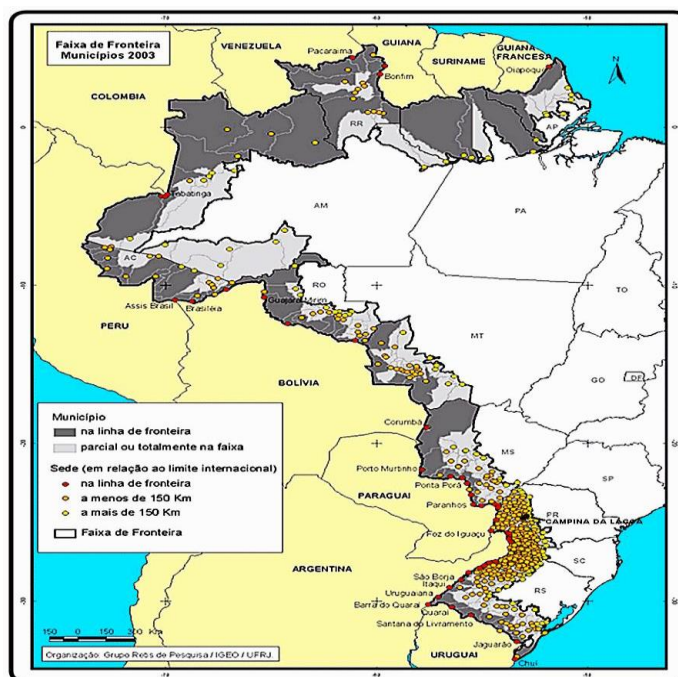 Faixa de Fronteira
Municípios 2003
VENEZUELA
GUIANA
SURINAME
GUIANA
FRANCESA
COLOMBIA
Pacaraima
Bonfim
Oiapoque
N
RR
AP
AM
PA
AC
RO
TO
MT
Assis Brasil
Brasiléia
Guajará-Mirim
PERU
BOLÍVIA
GO
DF
Corumbá
MS
Porto Murtinho
SP
Ponta Porã
PARAGUAI
Paranhos
PR
CAMPINA DA LAGOA
Foz do Iguaçu
SC
ARGENTINA
São Borja
Itaqui
RS
Uruguaiana
Barra do Quaraí
Quaraí
Santana do Livramento
Jaguarão
URUGUAI
Chuí
Município
na linha de fronteira
parcial ou totalmente na faixa
Sede (em relação ao limite internacional)
na linha de fronteira
a menos de 150 Km
a mais de 150 Km
Faixa de Fronteira
150 0 150 300 Km
Organização: Grupo Retis de Pesquisa / IGEO / UFRJ.